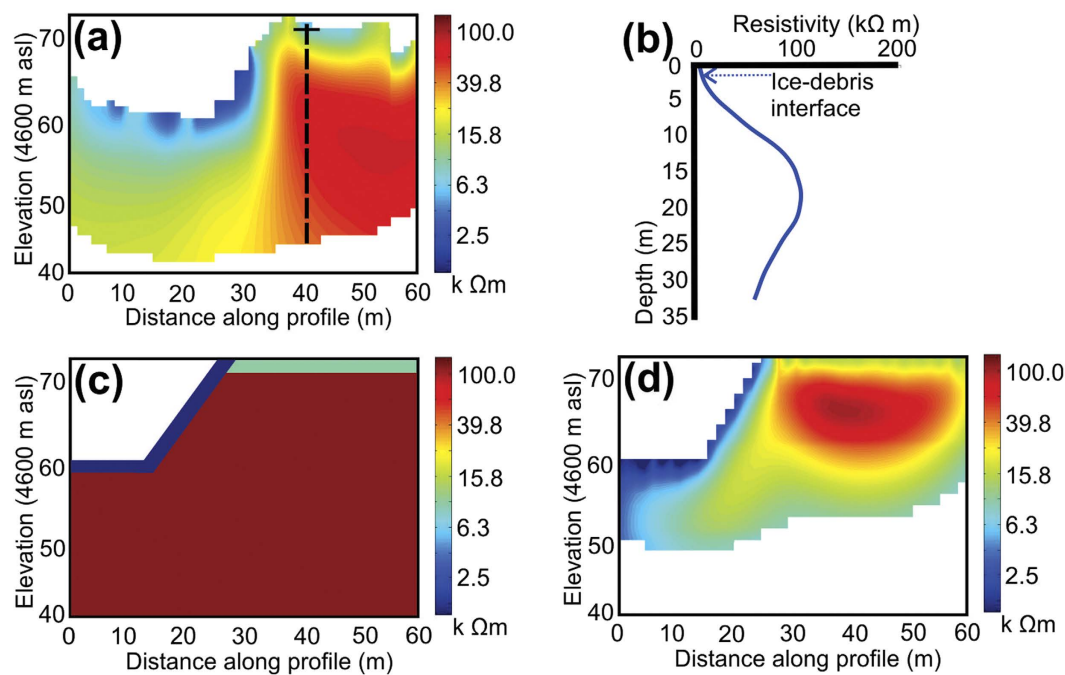 (a)
70
60
50
40
Elevation (4600 m asl)
0 10 20 30 40 50 60
Distance along profile (m)
100.0
39.8
15.8
6.3
2.5
k Ωm
(b)
Resistivity (kΩ m)
0 100 200
0
5
10
15
20
25
30
35
Depth (m)
Ice-debris
interface
(c)
70
60
50
40
Elevation (4600 m asl)
0 10 20 30 40 50 60
Distance along profile (m)
100.0
39.8
15.8
6.3
2.5
k Ωm
(d)
70
60
50
40
Elevation (4600 m asl)
0 10 20 30 40 50 60
Distance along profile (m)
100.0
39.8
15.8
6.3
2.5
k Ωm